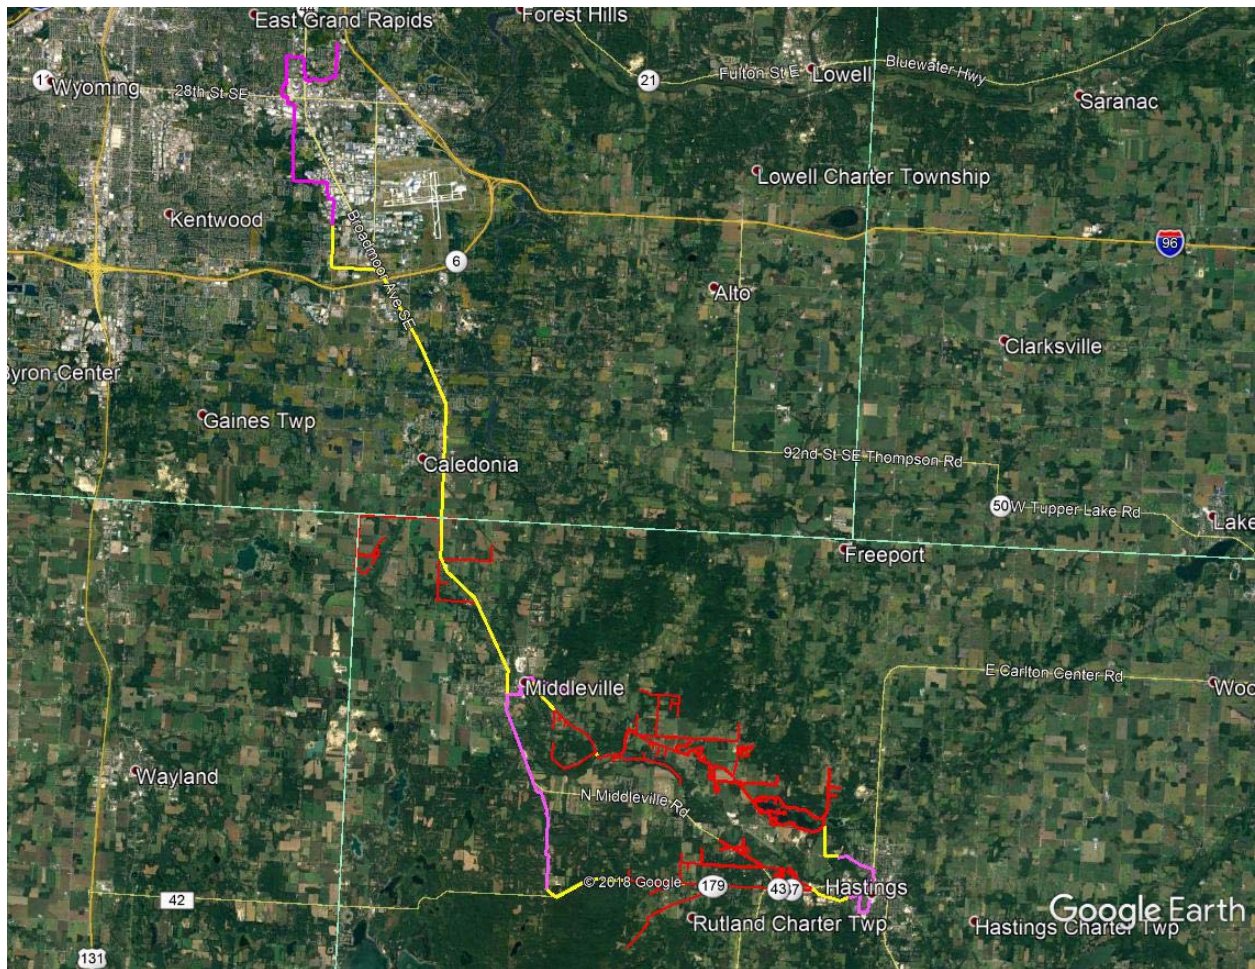 44
East Grand Rapids
Forest Hills
Wyoming
28th St SE
21
Fulton St E
Lowell
Bluewater Hwy
Saranac
Lowell Charter Township
Kentwood
Broadmoor Ave SE
6
96
Alto
Clarksville
Byron Center
Gaines Twp
Caledonia
92nd St SE Thompson Rd
50
W Tupper Lake Rd
Lake
Freeport
E Carlton Center Rd
Middleville
Woo
Wayland
N Middleville Rd
42
© 2018 Google
179
43
7
Hastings
Rutland Charter Twp
Hastings Charter Twp
Google Earth
131